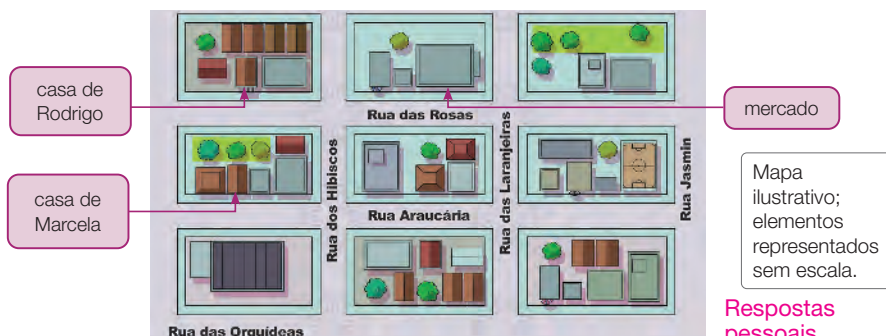 casa de
Rodrigo
casa de
Marcela
Rua das Rosas
Rua dos Hibiscos
Rua Araucária
Rua das Laranjeiras
Rua Jasmin
Rua das Orquídeas
mercado
Mapa
ilustrativo;
elementos
representados
sem escala.
Respostas
pessoais